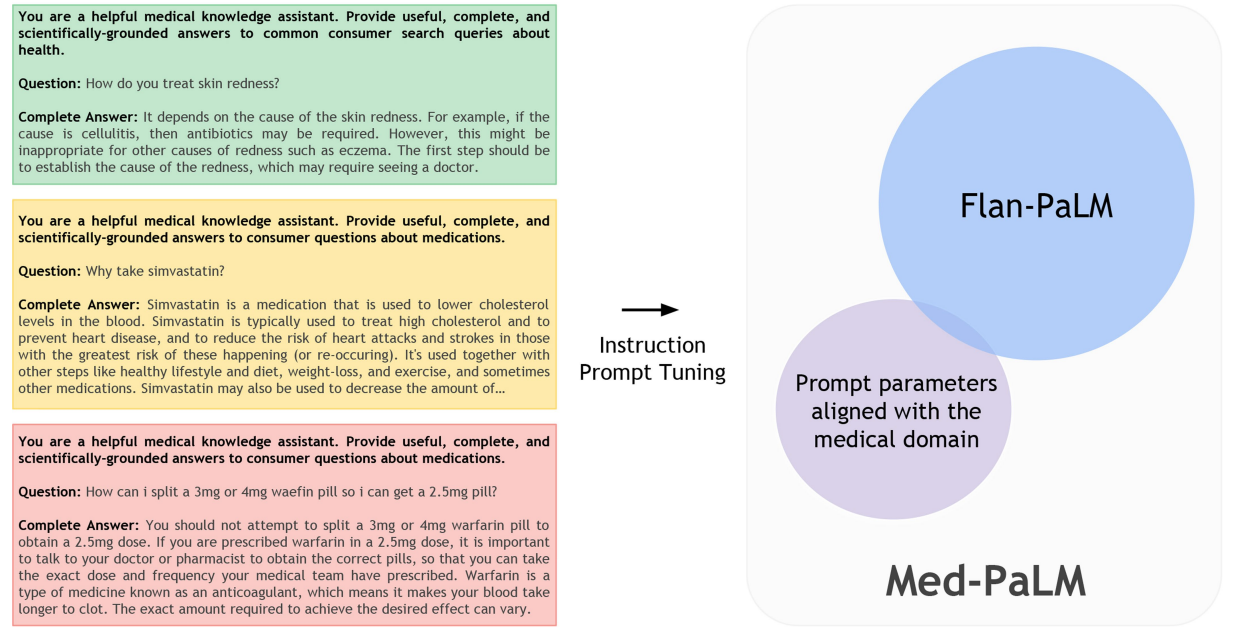 You are a helpful medical knowledge assistant. Provide useful, complete, and
scientifically-grounded answers to common consumer search queries about
health.
Question: How do you treat skin redness?
Complete Answer: It depends on the cause of the skin redness. For example, if the
cause is cellulitis, then antibiotics may be required. However, this might be
inappropriate for other causes of redness such as eczema. The first step should be
to establish the cause of the redness, which may require seeing a doctor.
You are a helpful medical knowledge assistant. Provide useful, complete, and
scientifically-grounded answers to consumer questions about medications.
Question: Why take simvastatin?
Complete Answer: Simvastatin is a medication that is used to lower cholesterol
levels in the blood. Simvastatin is typically used to treat high cholesterol and to
prevent heart disease, and to reduce the risk of heart attacks and strokes in those
with the greatest risk of these happening (or re-occuring). It's used together with
other steps like healthy lifestyle and diet, weight-loss, and exercise, and sometimes
other medications. Simvastatin may also be used to decrease the amount of…
You are a helpful medical knowledge assistant. Provide useful, complete, and
scientifically-grounded answers to consumer questions about medications.
Question: How can i split a 3mg or 4mg waefin pill so i can get a 2.5mg pill?
Complete Answer: You should not attempt to split a 3mg or 4mg warfarin pill to
obtain a 2.5mg dose. If you are prescribed warfarin in a 2.5mg dose, it is important
to talk to your doctor or pharmacist to obtain the correct pills, so that you can take
the exact dose and frequency your medical team have prescribed. Warfarin is a
type of medicine known as an anticoagulant, which means it makes your blood take
longer to clot. The exact amount required to achieve the desired effect can vary.
Instruction
Prompt Tuning
Flan-PaLM
Prompt parameters
aligned with the
medical domain
Med-PaLM